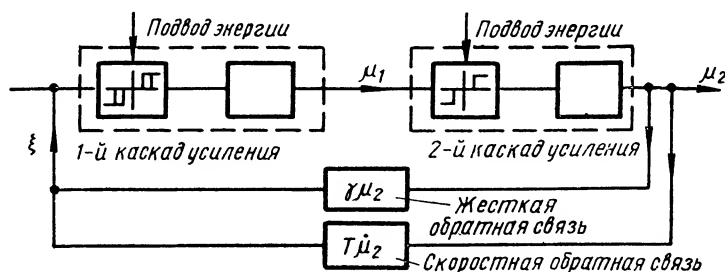 Подвод энергии
Подвод энергии
μ₁
μ₂
ξ
1-й каскад усиления
2-й каскад усиления
γμ₂
Жесткая
обратная связь
Tμ̇₂
Скоростная обратная связь